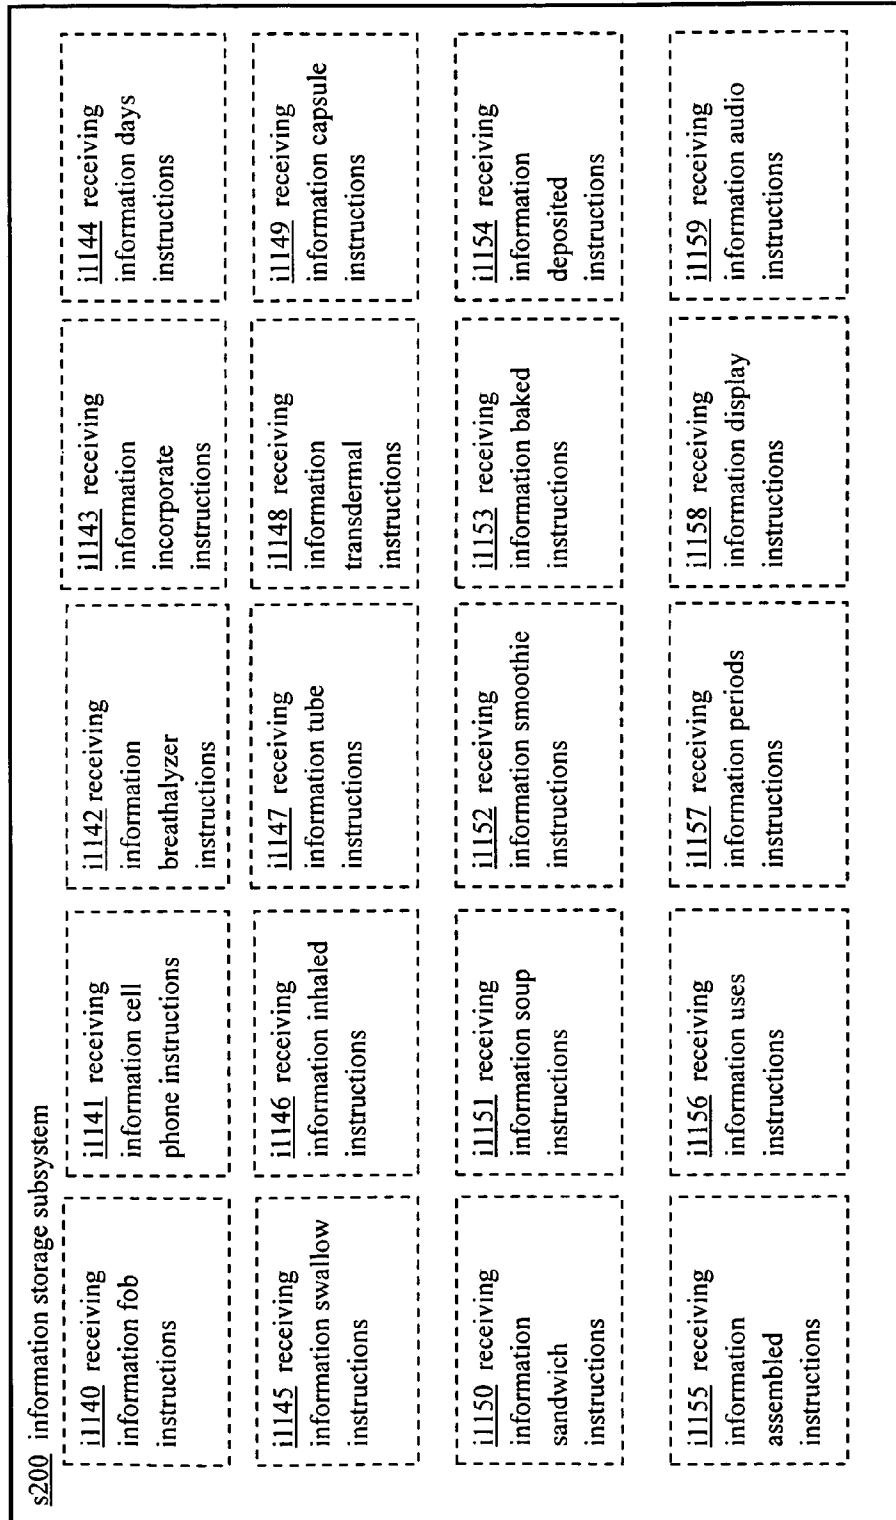 s200 information storage subsystem
i1140 receiving
information fob
instructions
i1141 receiving
information cell
phone instructions
i1142 receiving
information
breathalyzer
instructions
i1143 receiving
information
incorporate
instructions
i1144 receiving
information days
instructions
i1145 receiving
information swallow
instructions
i1146 receiving
information inhaled
instructions
i1147 receiving
information tube
instructions
i1148 receiving
information
transdermal
instructions
i1149 receiving
information capsule
instructions
i1150 receiving
information
sandwich
instructions
i1151 receiving
information soup
instructions
i1152 receiving
information smoothie
instructions
i1153 receiving
information baked
instructions
i1154 receiving
information
deposited
instructions
i1155 receiving
information
assembled
instructions
i1156 receiving
information uses
instructions
i1157 receiving
information periods
instructions
i1158 receiving
information display
instructions
i1159 receiving
information audio
instructions